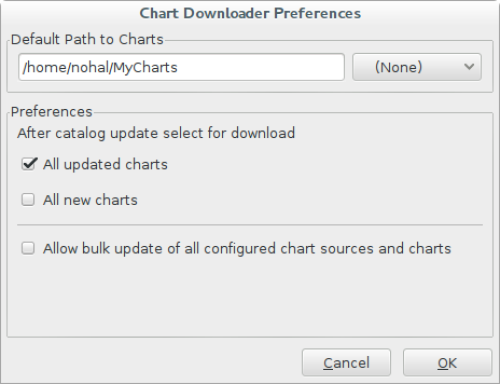 Chart Downloader Preferences
Default Path to Charts
/home/nohal/MyCharts (None)
Preferences
After catalog update select for download
All updated charts
All new charts
Allow bulk update of all configured chart sources and charts
Cancel OK